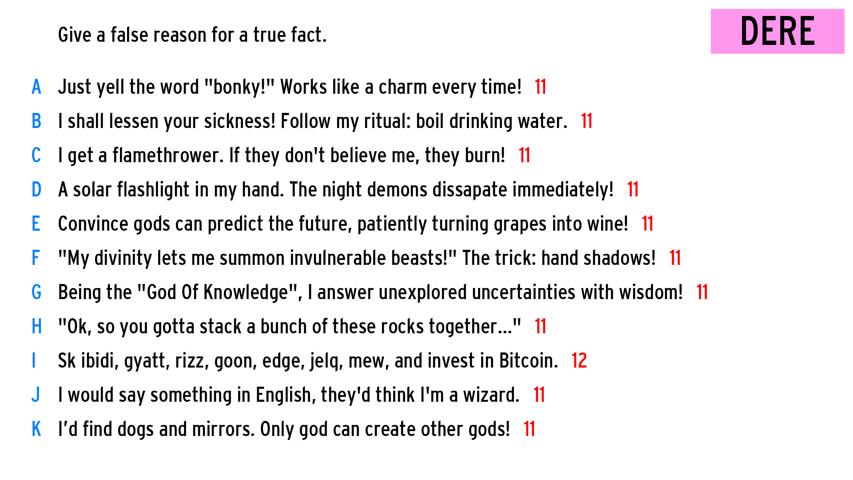 Give a false reason for a true fact.
DERE
A Just yell the word "bonky!" Works like a charm every time! 11
B I shall lessen your sickness! Follow my ritual: boil drinking water. 11
C I get a flamethrower. If they don't believe me, they burn! 11
D A solar flashlight in my hand. The night demons dissapate immediately! 11
E Convince gods can predict the future, patiently turning grapes into wine! 11
F "My divinity lets me summon invulnerable beasts!" The trick: hand shadows! 11
G Being the "God Of Knowledge", I answer unexplored uncertainties with wisdom! 11
H "Ok, so you gotta stack a bunch of these rocks together..." 11
I Sk ibidi, gyatt, rizz, goon, edge, jelq, mew, and invest in Bitcoin. 12
J I would say something in English, they'd think I'm a wizard. 11
K I'd find dogs and mirrors. Only god can create other gods! 11